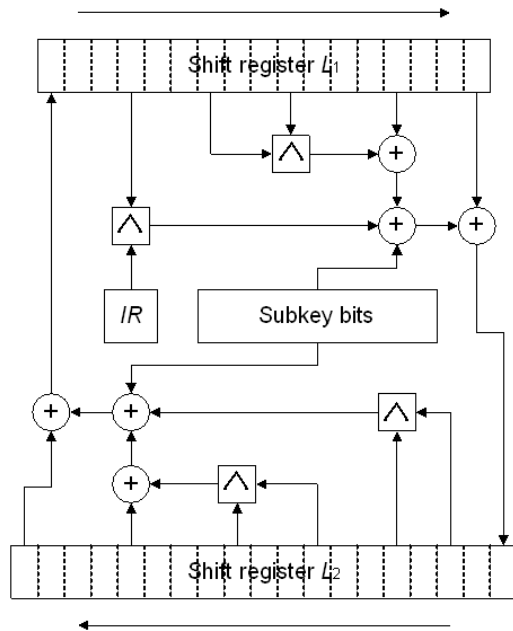 Shift register L1
+
+
+
IR
Subkey bits
+
+
+
Shift register L2